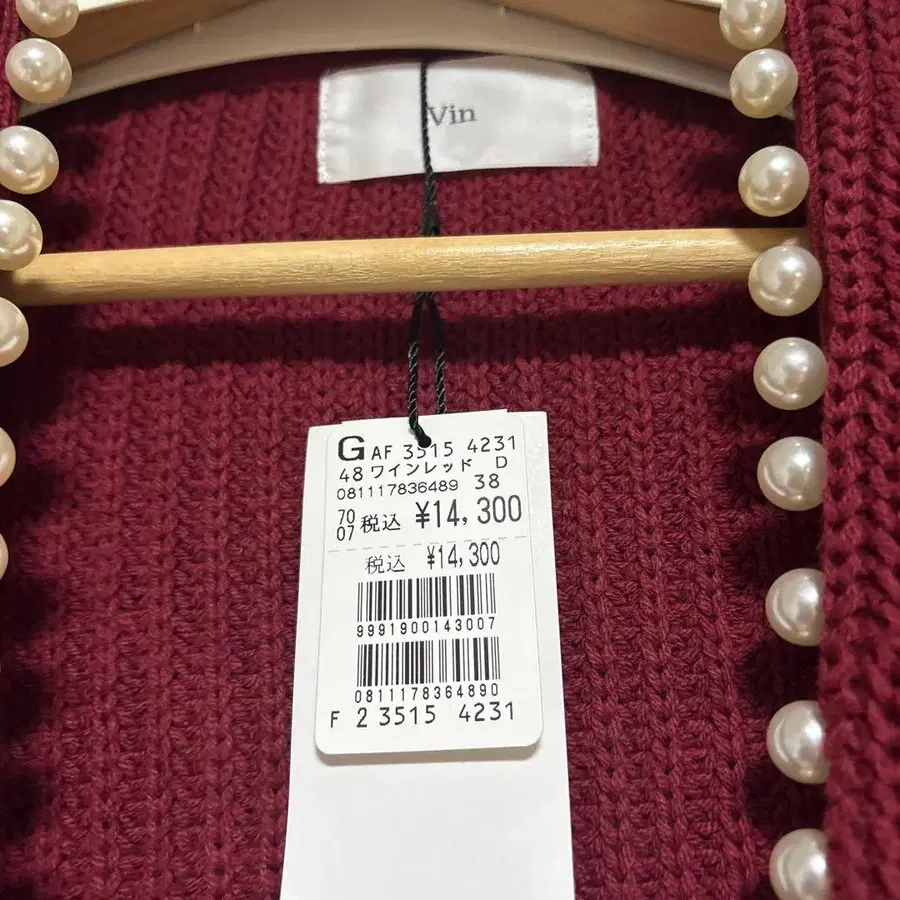 Vin
G AF 3515 4231
48 ワインレッド D
081117836489 38
70
07 税込 ¥14,300
税込 ¥14,300
9991900143007
0811178364890
F 2 3515 4231